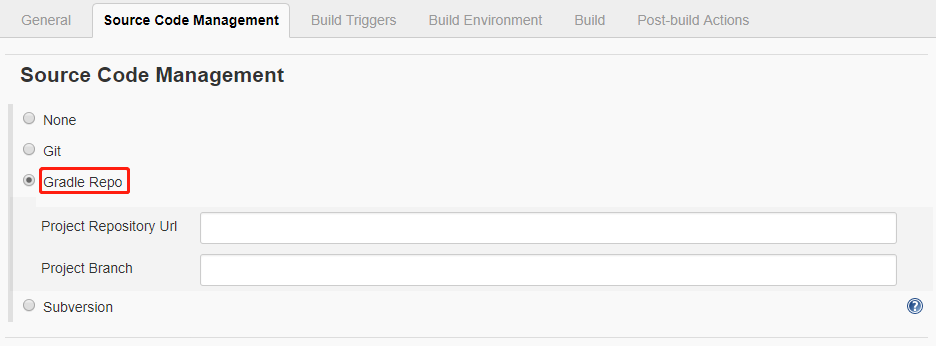 General Source Code Management Build Triggers Build Environment Build Post-build Actions
Source Code Management
None
Git
Gradle Repo
Project Repository Url
Project Branch
Subversion
?